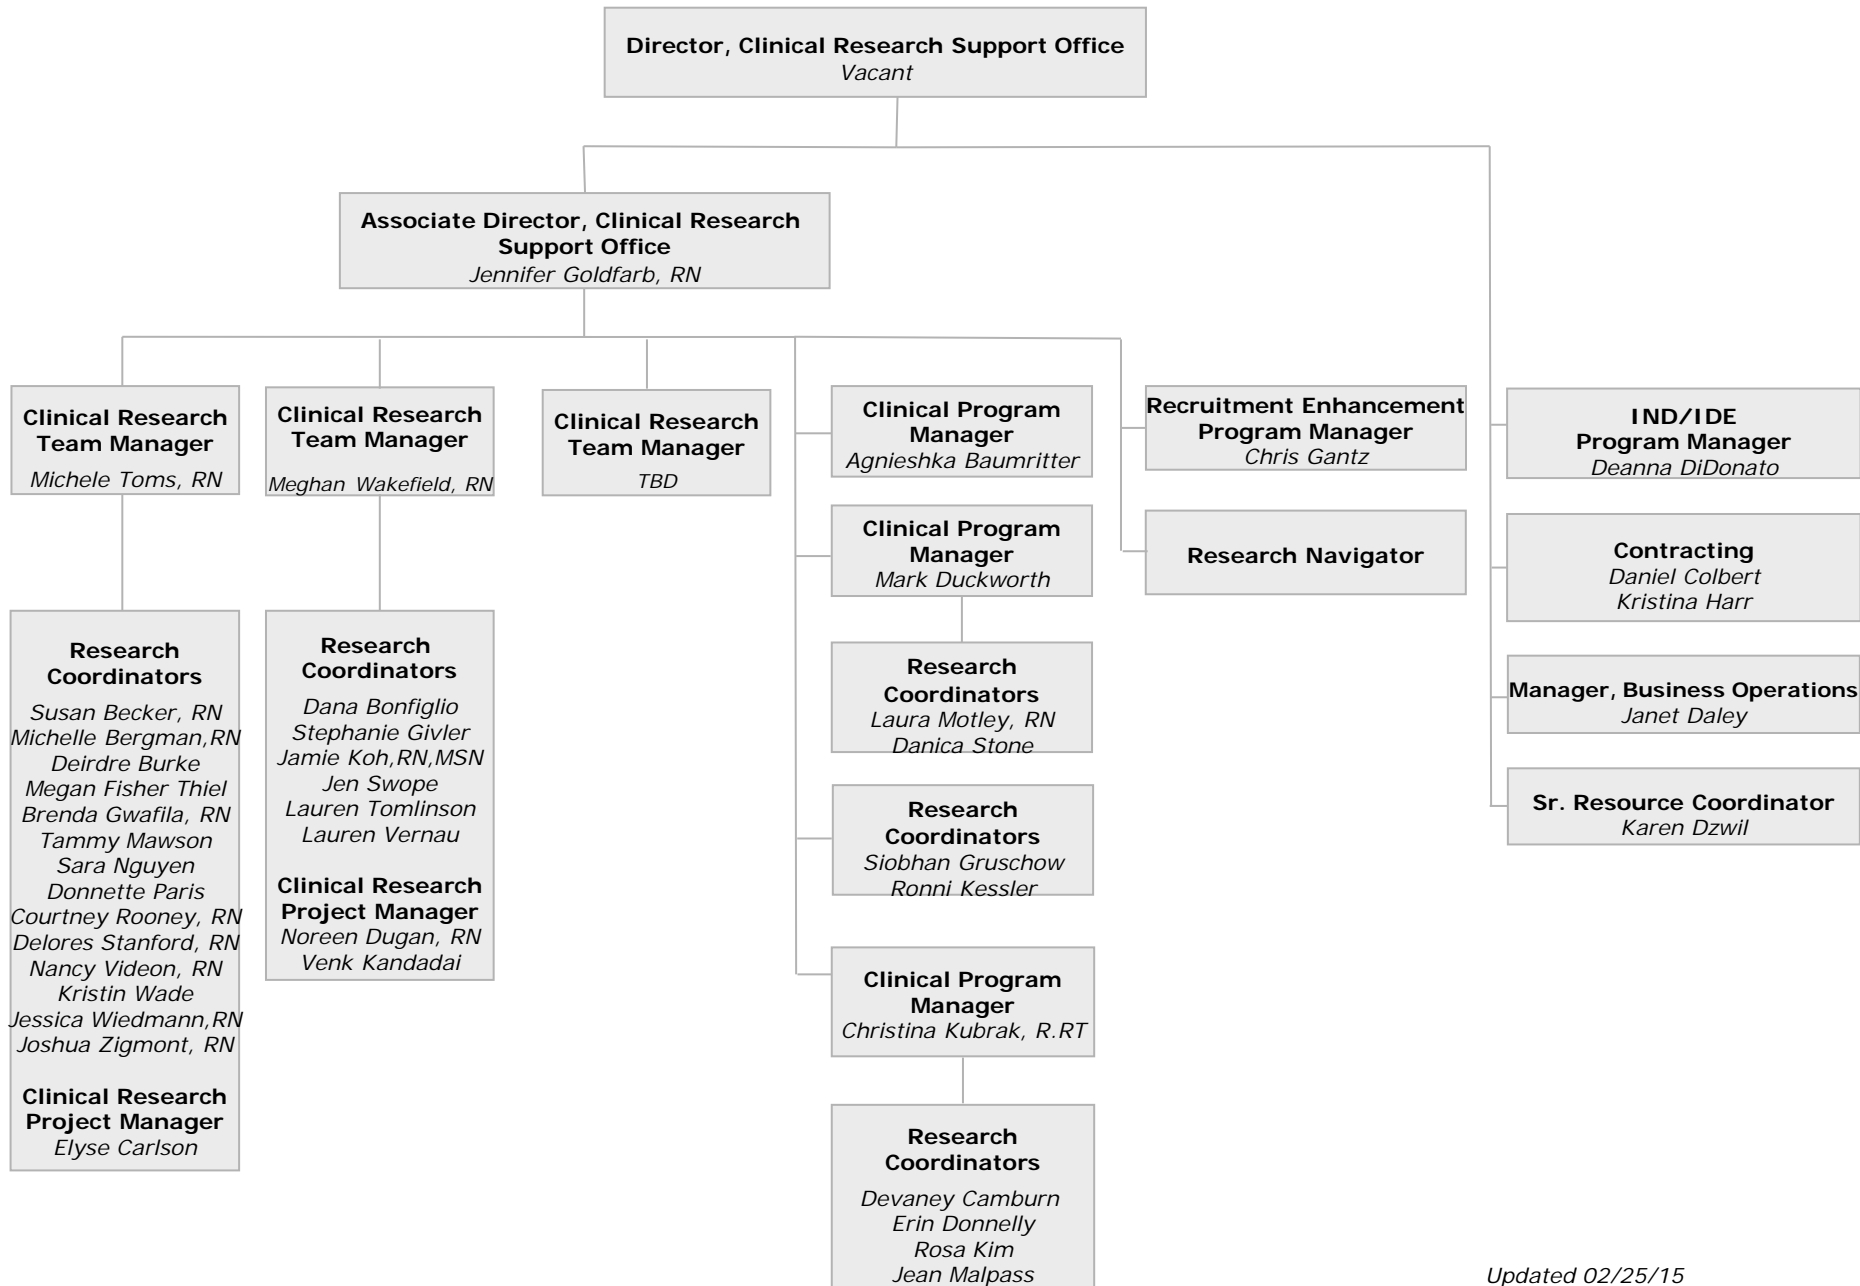 Director, Clinical Research Support Office
Vacant
Associate Director, Clinical Research
Support Office
Jennifer Goldfarb, RN
Clinical Research
Team Manager
Michele Toms, RN
Research
Coordinators
Susan Becker, RN
Michelle Bergman,RN
Deirdre Burke
Megan Fisher Thiel
Brenda Gwafila, RN
Tammy Mawson
Sara Nguyen
Donnette Paris
Courtney Rooney, RN
Delores Stanford, RN
Nancy Videon, RN
Kristin Wade
Jessica Wiedmann,RN
Joshua Zigmont, RN
Clinical Research
Project Manager
Elyse Carlson
Clinical Research
Team Manager
Meghan Wakefield, RN
Research
Coordinators
Dana Bonfiglio
Stephanie Givler
Jamie Koh,RN,MSN
Jen Swope
Lauren Tomlinson
Lauren Vernau
Clinical Research
Project Manager
Noreen Dugan, RN
Venk Kandadai
Clinical Research
Team Manager
TBD
Clinical Program
Manager
Agnieshka Baumritter
Clinical Program
Manager
Mark Duckworth
Research
Coordinators
Laura Motley, RN
Danica Stone
Research
Coordinators
Siobhan Gruschow
Ronni Kessler
Clinical Program
Manager
Christina Kubrak, R.RT
Research
Coordinators
Devaney Camburn
Erin Donnelly
Rosa Kim
Jean Malpass
Recruitment Enhancement
Program Manager
Chris Gantz
Research Navigator
IND/IDE
Program Manager
Deanna DiDonato
Contracting
Daniel Colbert
Kristina Harr
Manager, Business Operations
Janet Daley
Sr. Resource Coordinator
Karen Dzwil
Updated 02/25/15